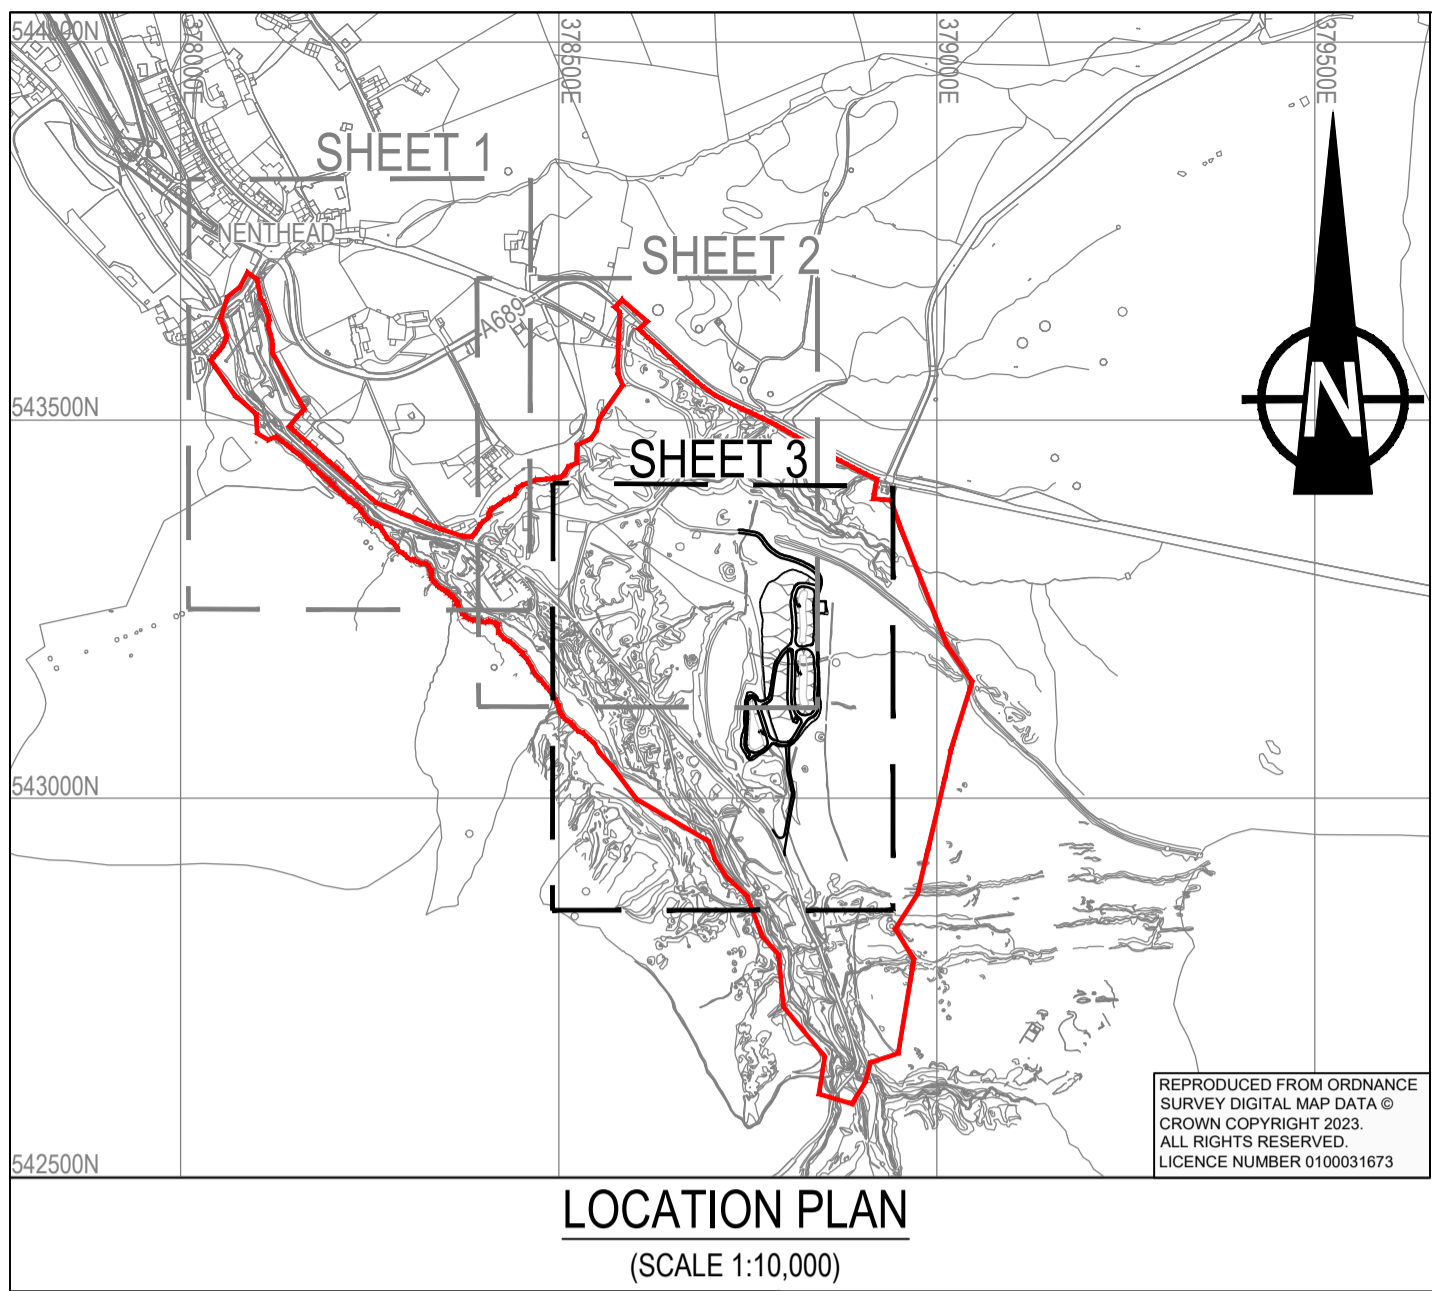 544000N
378000E
378500E
379000E
379500E
SHEET 1
NENTHEAD
SHEET 2
A689
N
543500N
SHEET 3
543000N
542500N
REPRODUCED FROM ORDNANCE
SURVEY DIGITAL MAP DATA ©
CROWN COPYRIGHT 2023.
ALL RIGHTS RESERVED.
LICENCE NUMBER 0100031673
LOCATION PLAN
(SCALE 1:10,000)